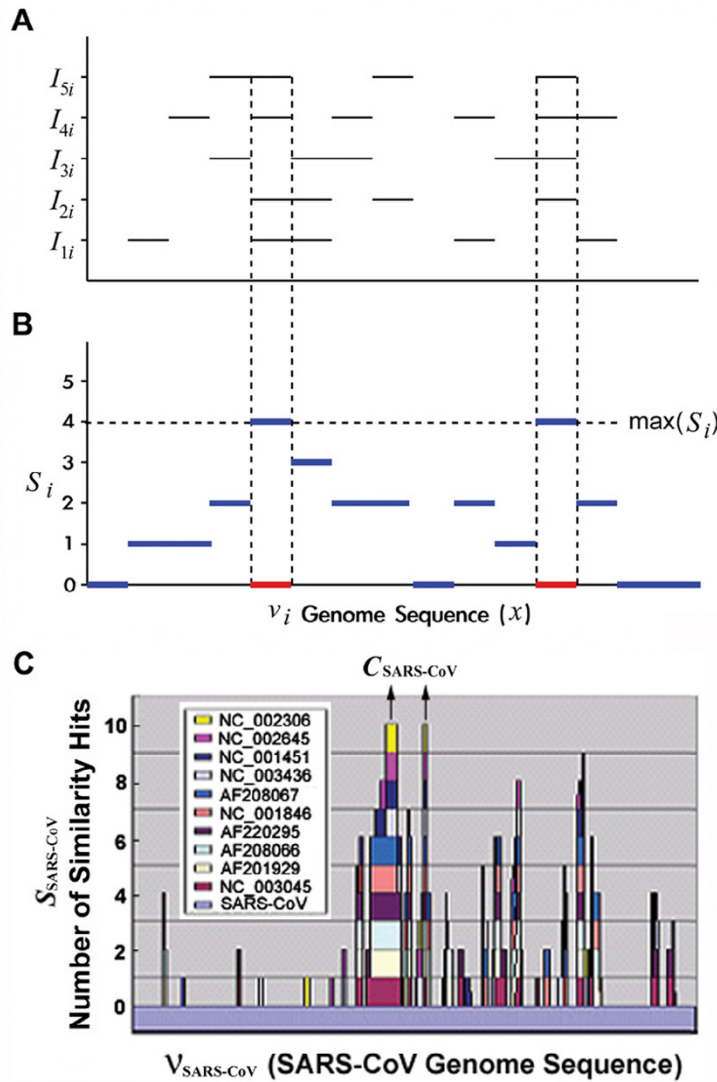 A
I5i
I4i
I3i
I2i
I1i
B
5
4
max(Si)
3
Si
2
1
0
vi Genome Sequence (x)
C
CSARS-CoV
SSARS-CoV
Number of Similarity Hits
10
8
6
4
2
0
NC_002306
NC_002645
NC_001451
NC_003436
AF208067
NC_001846
AF220295
AF208066
AF201929
NC_003045
SARS-CoV
νSARS-CoV (SARS-CoV Genome Sequence)